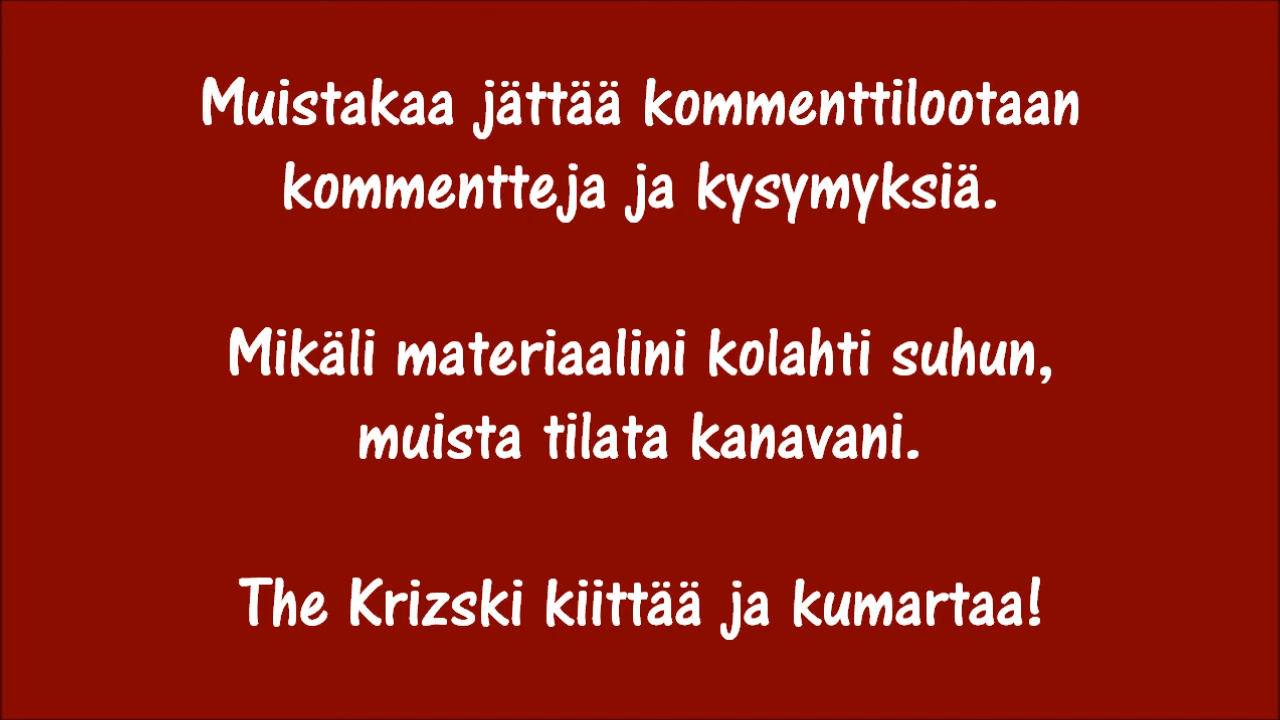 Muistakaa jättää kommenttilootaan
kommentteja ja kysymyksiä.
Mikäli materiaalini kolahti suhun,
muista tilata kanavani.
The Krizski kiittää ja kumartaa!